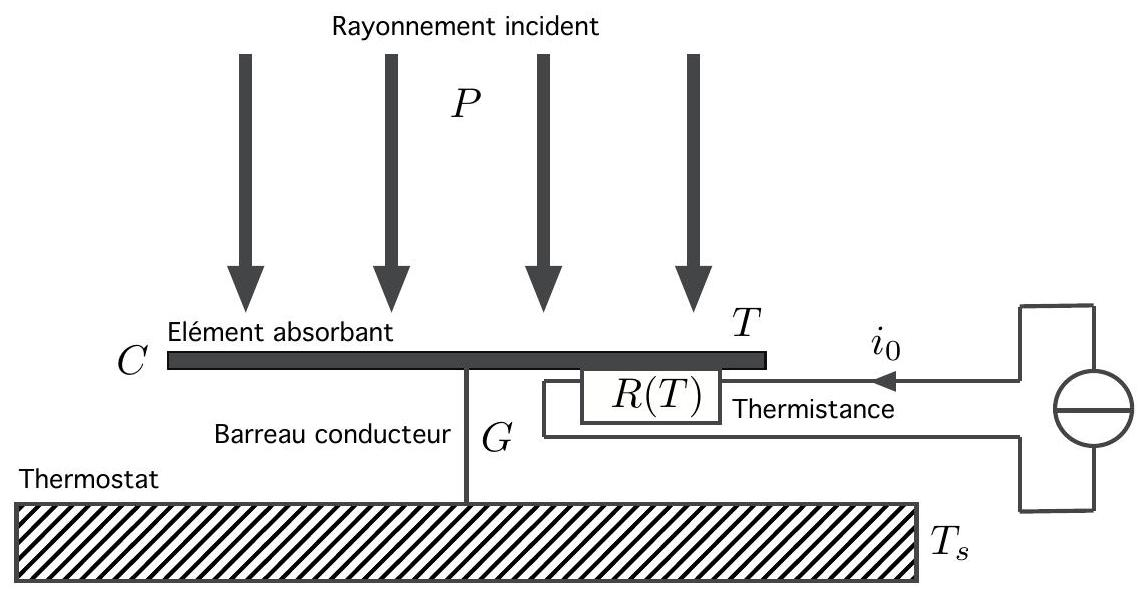 Rayonnement incident
P
Elément absorbant
T
C
i₀
R(T)
Thermistance
Barreau conducteur
G
Thermostat
Tₛ